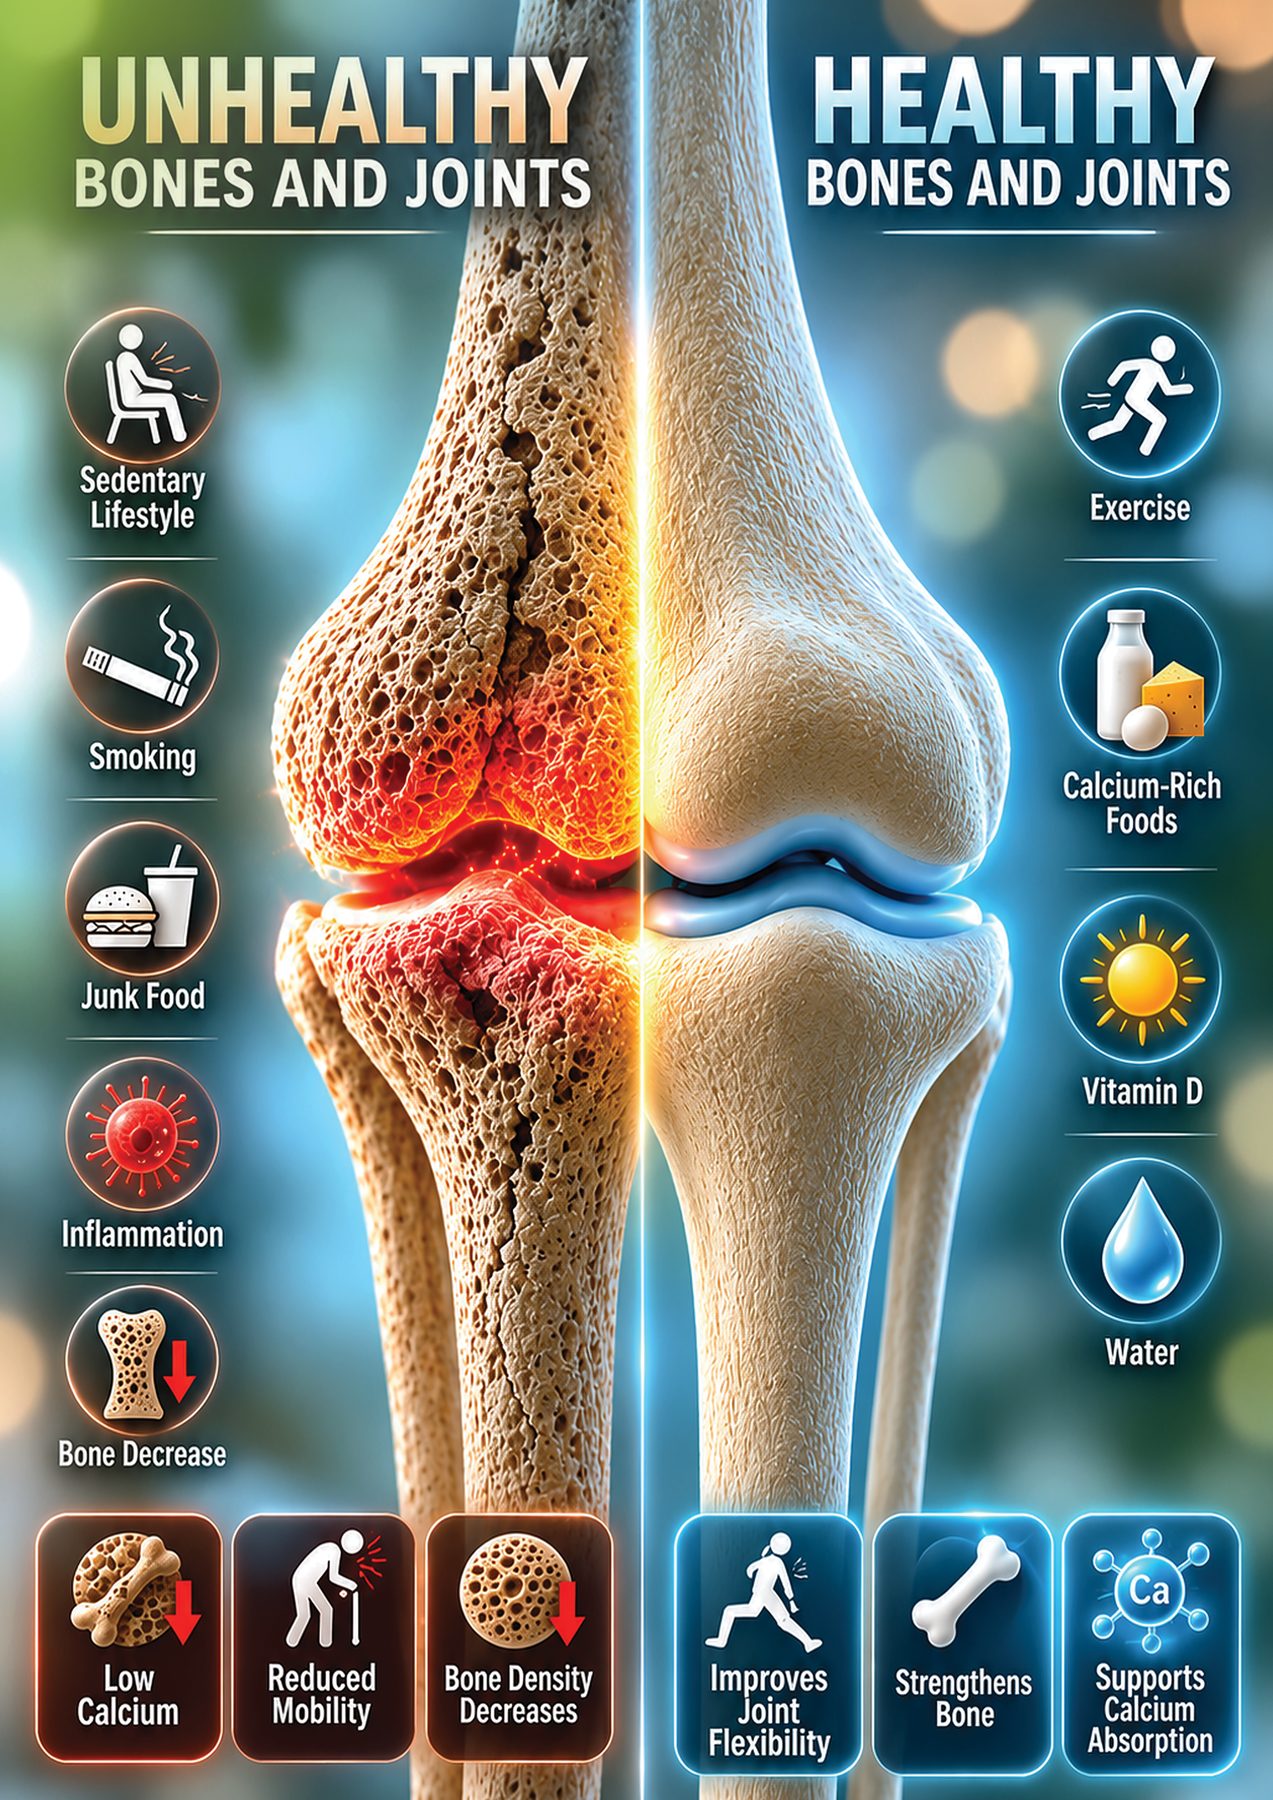 UNHEALTHY
BONES AND JOINTS
Sedentary
Lifestyle
Smoking
Junk Food
Inflammation
Bone Decrease
Low
Calcium
Reduced
Mobility
Bone Density
Decreases
HEALTHY
BONES AND JOINTS
Exercise
Calcium-Rich
Foods
Vitamin D
Water
Improves
Joint
Flexibility
Strengthens
Bone
Ca
Supports
Calcium
Absorption